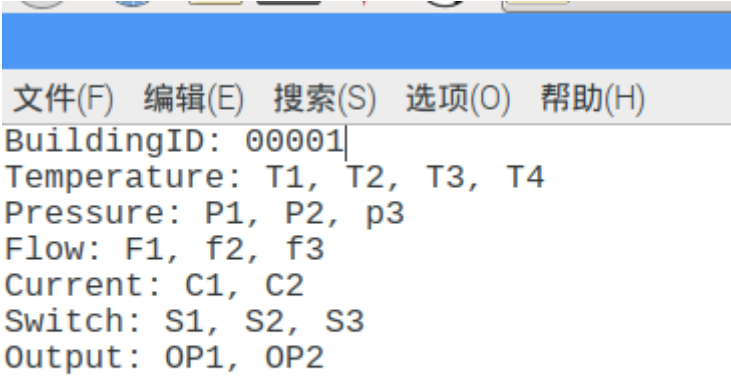 文件(F) 编辑(E) 搜索(S) 选项(O) 帮助(H)
BuildingID: 00001
Temperature: T1, T2, T3, T4
Pressure: P1, P2, p3
Flow: F1, f2, f3
Current: C1, C2
Switch: S1, S2, S3
Output: OP1, OP2